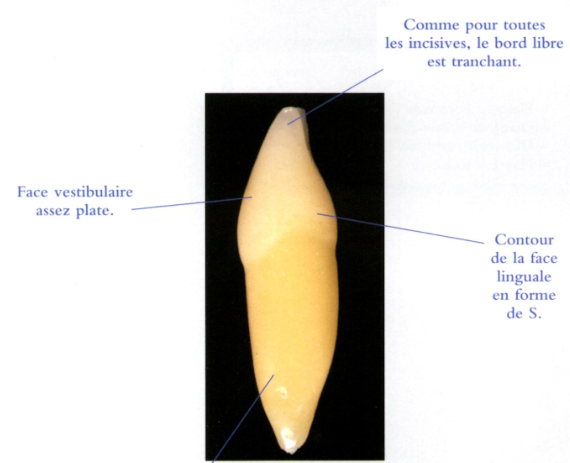 Comme pour toutes
les incisives, le bord libre
est tranchant.
Face vestibulaire
assez plate.
Contour
de la face
linguale
en forme
de S.